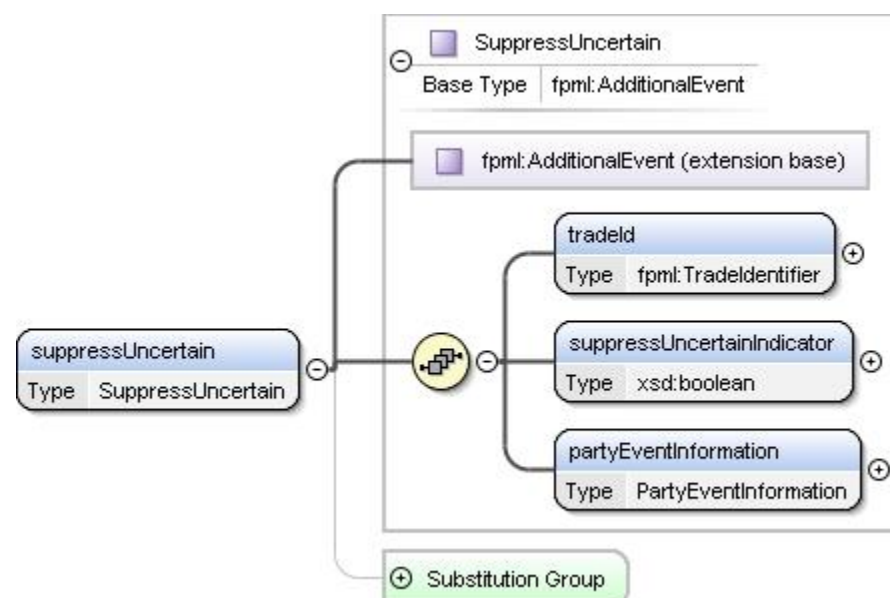 SuppressUncertain
Base Type fpml:AdditionalEvent
fpml:AdditionalEvent (extension base)
tradeId
Type fpml:TradeIdentifier
suppressUncertain
Type SuppressUncertain
suppressUncertainIndicator
Type xsd:boolean
partyEventInformation
Type PartyEventInformation
Substitution Group